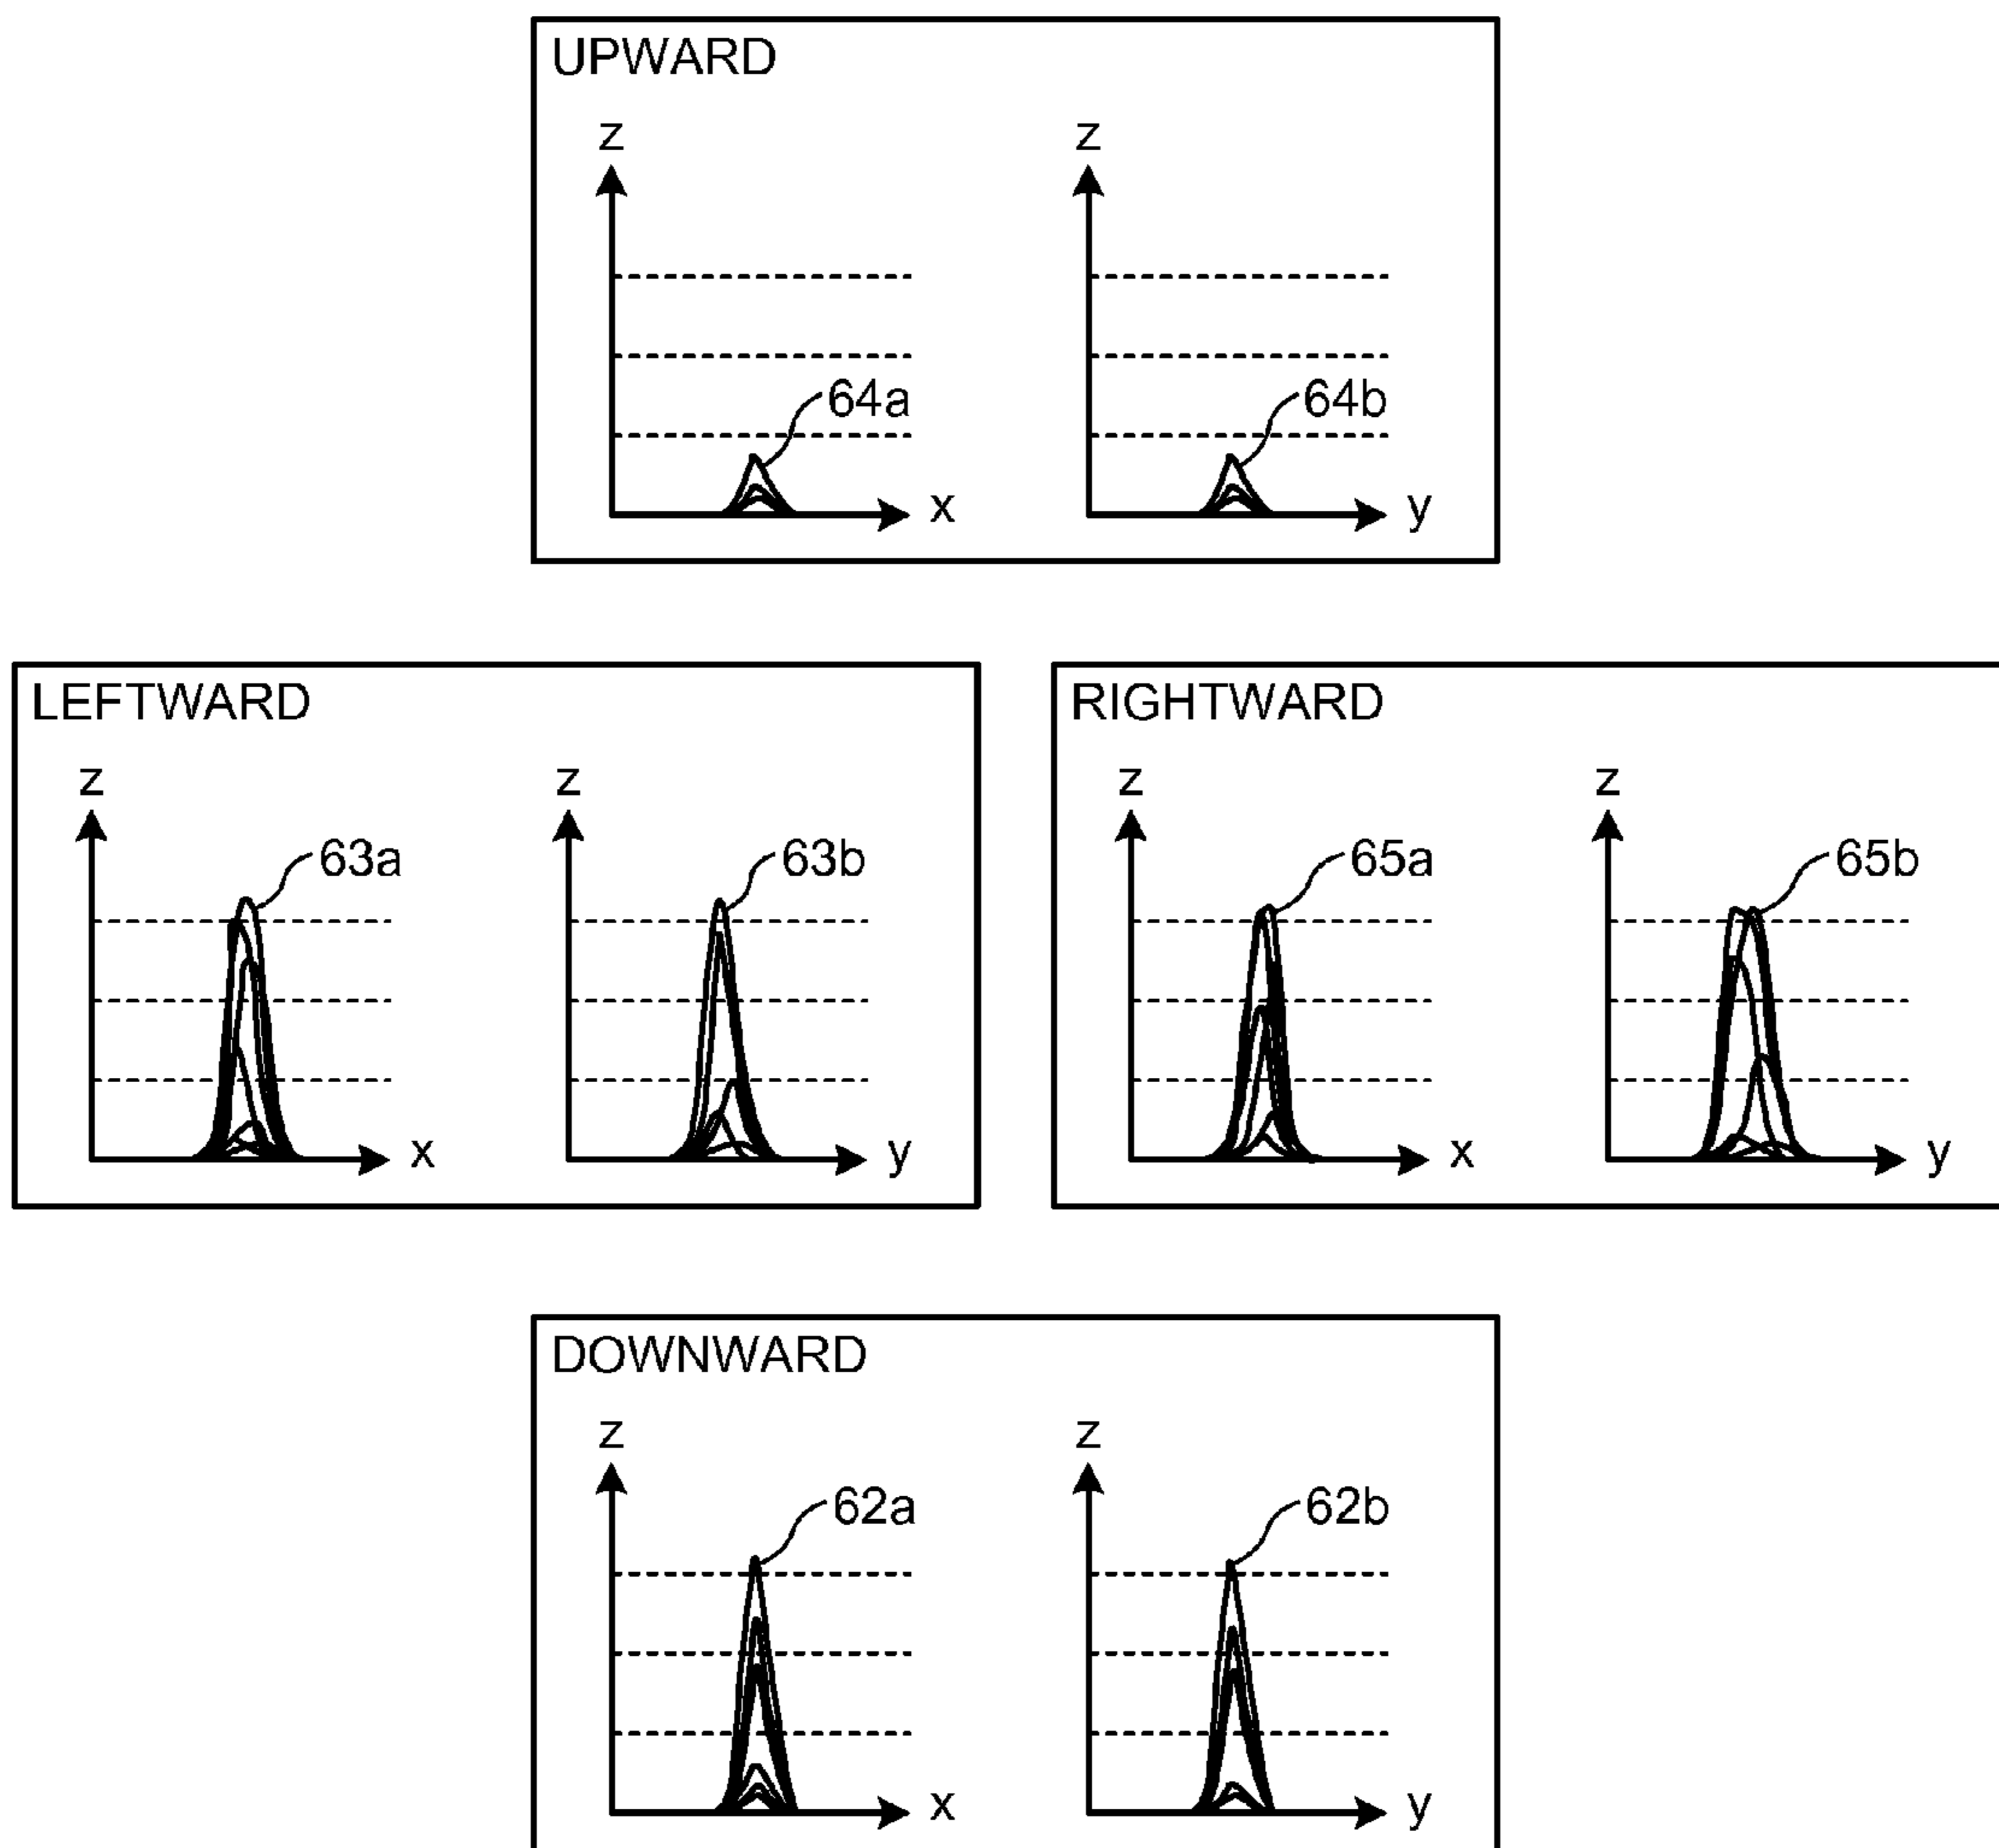 UPWARD
z z
64a 64b
x y
LEFTWARD
z z
63a 63b
x y
RIGHTWARD
z z
65a 65b
x y
DOWNWARD
z z
62a 62b
x y